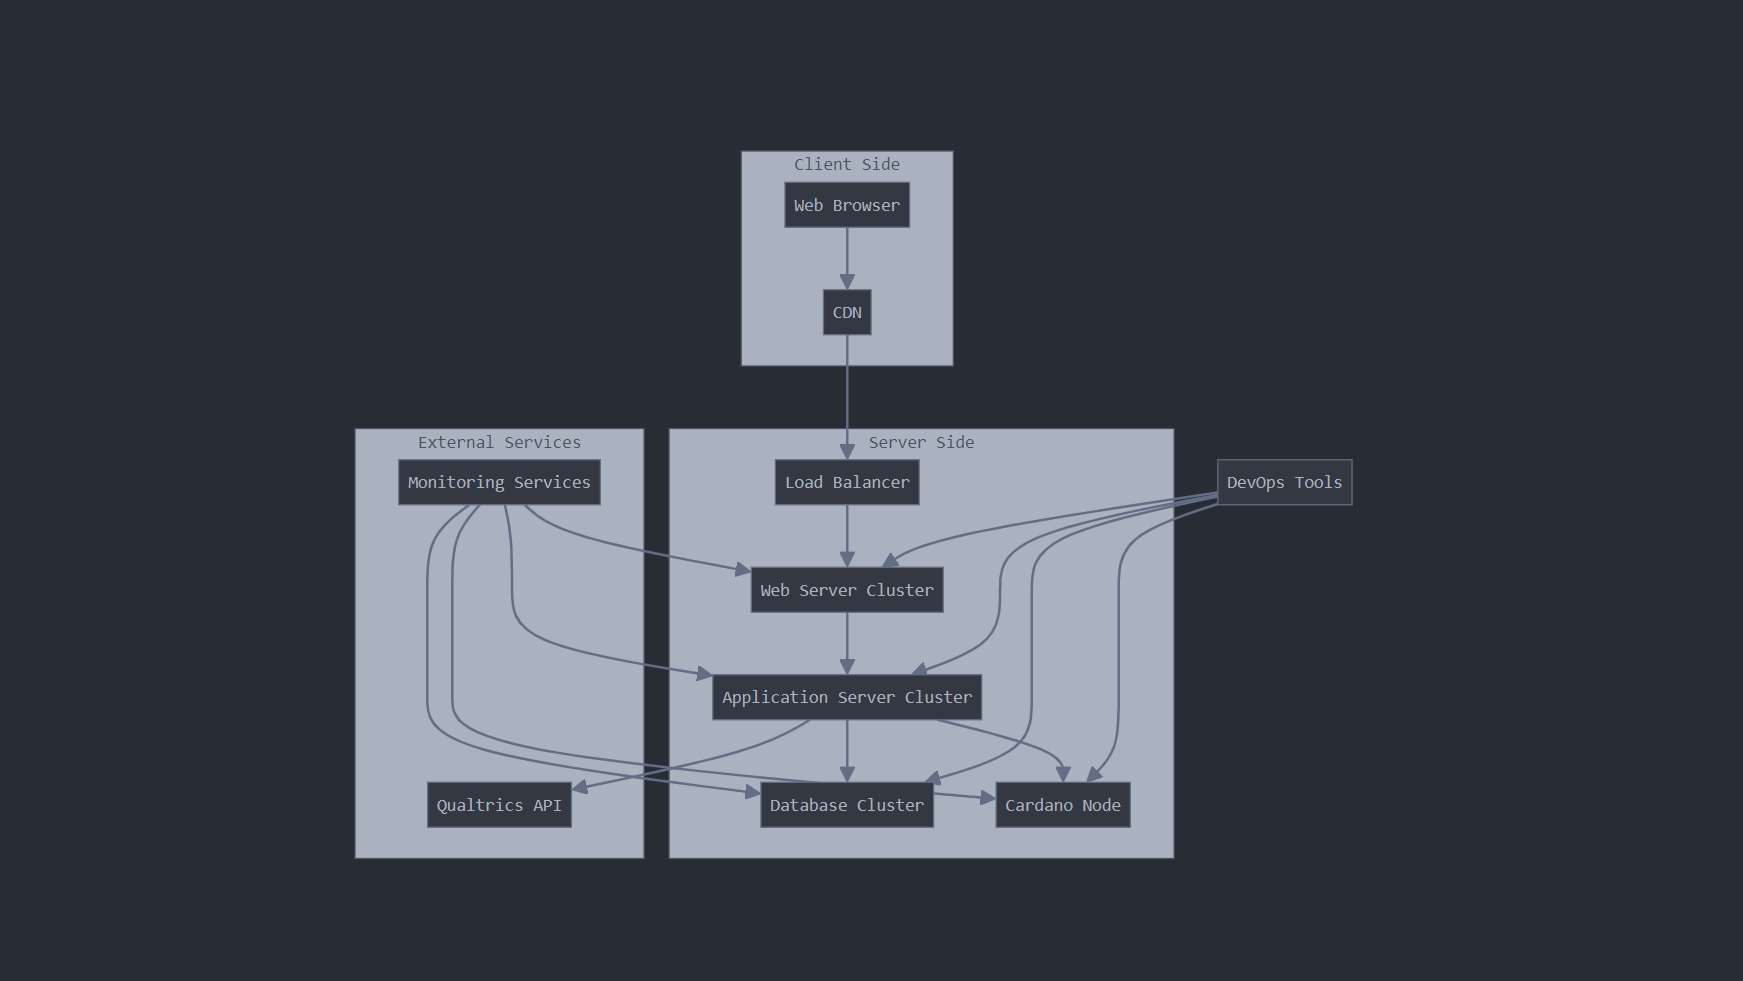 Client Side
Web Browser
CDN
External Services
Server Side
Monitoring Services
Load Balancer
DevOps Tools
Web Server Cluster
Application Server Cluster
Qualtrics API
Database Cluster
Cardano Node